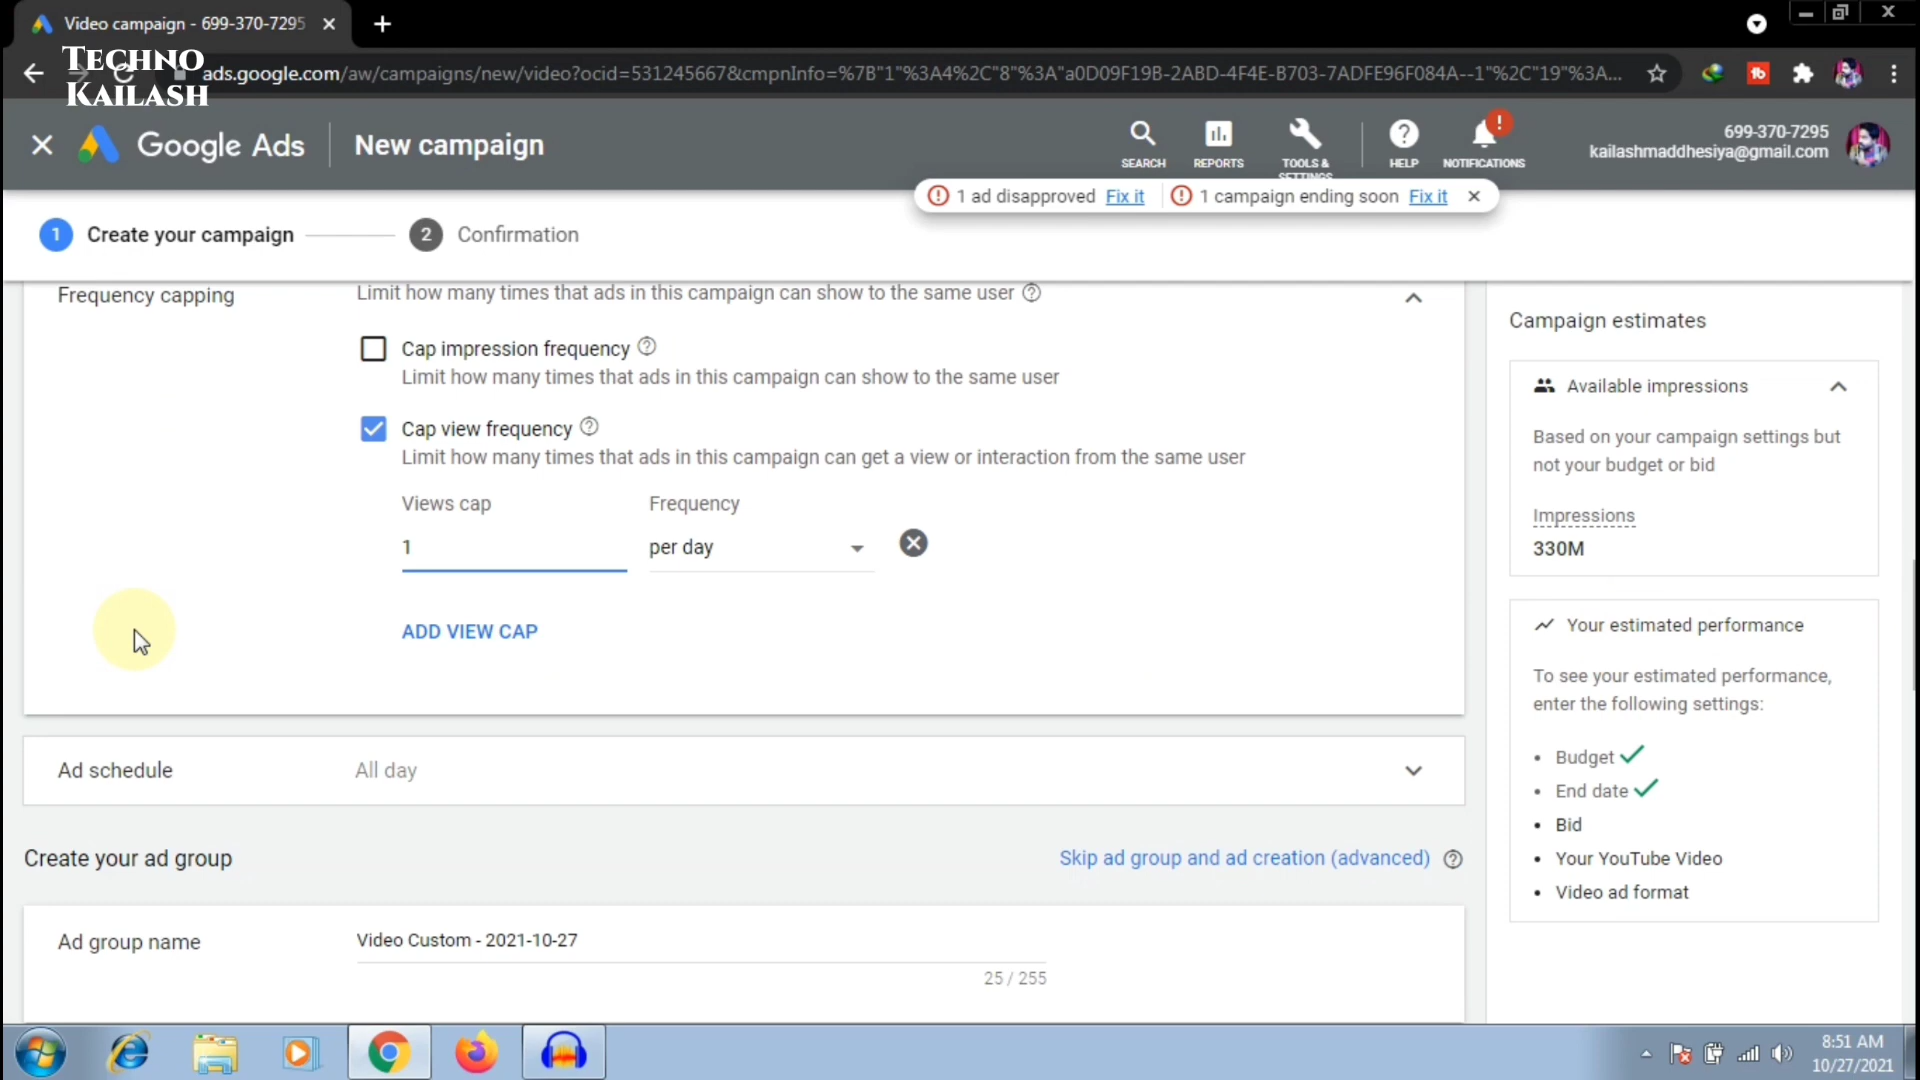 Video campaign - 699-370-7295
TECHNO
KAILASH
ads.google.com/aw/campaigns/new/video?ocid=531245667&cmpnInfo=%7B"1"%3A4%2C"8"%3A"a0D09F19B-2ABD-4F4E-B703-7ADFE96F084A--1"%2C"19"%3A...
Google Ads
New campaign
SEARCH
REPORTS
TOOLS &
SETTINGS
HELP
NOTIFICATIONS
699-370-7295
kailashmaddhesiya@gmail.com
1 ad disapproved Fix it
1 campaign ending soon Fix it
1 Create your campaign
2 Confirmation
Frequency capping
Limit how many times that ads in this campaign can show to the same user
Cap impression frequency
Limit how many times that ads in this campaign can show to the same user
Cap view frequency
Limit how many times that ads in this campaign can get a view or interaction from the same user
Views cap
Frequency
1
per day
ADD VIEW CAP
Ad schedule
All day
Create your ad group
Skip ad group and ad creation (advanced)
Ad group name
Video Custom - 2021-10-27
25 / 255
Campaign estimates
Available impressions
Based on your campaign settings but
not your budget or bid
Impressions
330M
Your estimated performance
To see your estimated performance,
enter the following settings:
• Budget
• End date
• Bid
• Your YouTube Video
• Video ad format
8:51 AM
10/27/2021